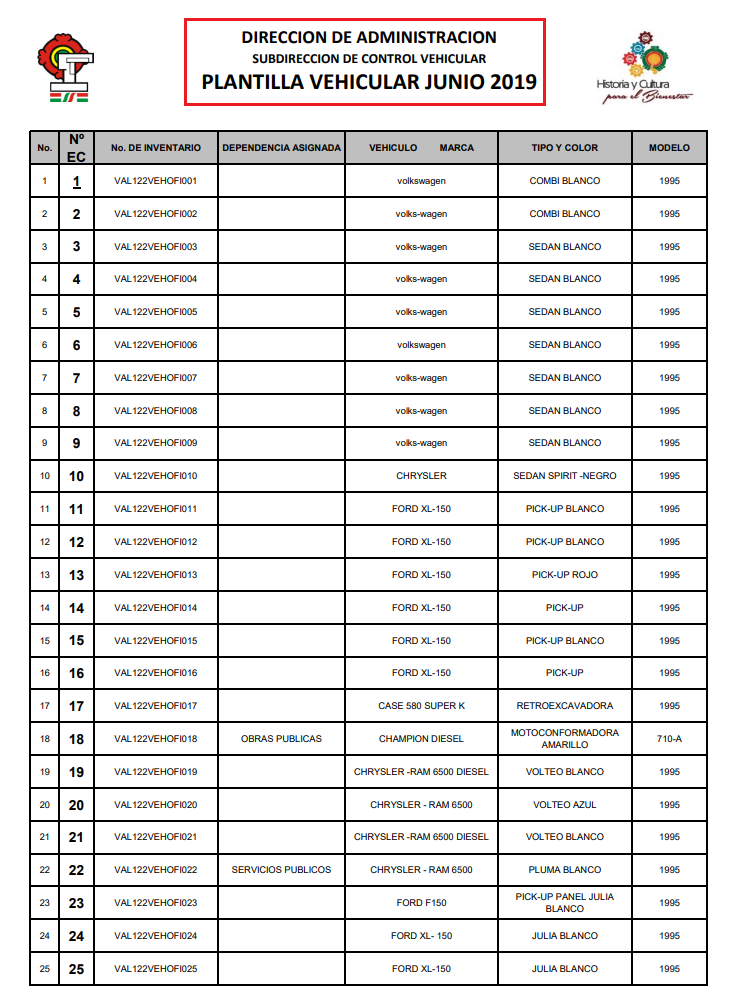 DIRECCION DE ADMINISTRACION
SUBDIRECCION DE CONTROL VEHICULAR
PLANTILLA VEHICULAR JUNIO 2019
Historia y Cultura
para el Bienestar
No. Nº EC No. DE INVENTARIO DEPENDENCIA ASIGNADA VEHICULO MARCA TIPO Y COLOR MODELO
1 1 VAL122VEHOFI001 volkswagen COMBI BLANCO 1995
2 2 VAL122VEHOFI002 volks-wagen COMBI BLANCO 1995
3 3 VAL122VEHOFI003 volks-wagen SEDAN BLANCO 1995
4 4 VAL122VEHOFI004 volks-wagen SEDAN BLANCO 1995
5 5 VAL122VEHOFI005 volks-wagen SEDAN BLANCO 1995
6 6 VAL122VEHOFI006 volkswagen SEDAN BLANCO 1995
7 7 VAL122VEHOFI007 volks-wagen SEDAN BLANCO 1995
8 8 VAL122VEHOFI008 volks-wagen SEDAN BLANCO 1995
9 9 VAL122VEHOFI009 volks-wagen SEDAN BLANCO 1995
10 10 VAL122VEHOFI010 CHRYSLER SEDAN SPIRIT -NEGRO 1995
11 11 VAL122VEHOFI011 FORD XL-150 PICK-UP BLANCO 1995
12 12 VAL122VEHOFI012 FORD XL-150 PICK-UP BLANCO 1995
13 13 VAL122VEHOFI013 FORD XL-150 PICK-UP ROJO 1995
14 14 VAL122VEHOFI014 FORD XL-150 PICK-UP 1995
15 15 VAL122VEHOFI015 FORD XL-150 PICK-UP BLANCO 1995
16 16 VAL122VEHOFI016 FORD XL-150 PICK-UP 1995
17 17 VAL122VEHOFI017 CASE 580 SUPER K RETROEXCAVADORA 1995
18 18 VAL122VEHOFI018 OBRAS PUBLICAS CHAMPION DIESEL MOTOCONFORMADORA AMARILLO 710-A
19 19 VAL122VEHOFI019 CHRYSLER -RAM 6500 DIESEL VOLTEO BLANCO 1995
20 20 VAL122VEHOFI020 CHRYSLER - RAM 6500 VOLTEO AZUL 1995
21 21 VAL122VEHOFI021 CHRYSLER -RAM 6500 DIESEL VOLTEO BLANCO 1995
22 22 VAL122VEHOFI022 SERVICIOS PUBLICOS CHRYSLER - RAM 6500 PLUMA BLANCO 1995
23 23 VAL122VEHOFI023 FORD F150 PICK-UP PANEL JULIA BLANCO 1995
24 24 VAL122VEHOFI024 FORD XL- 150 JULIA BLANCO 1995
25 25 VAL122VEHOFI025 FORD XL-150 JULIA BLANCO 1995